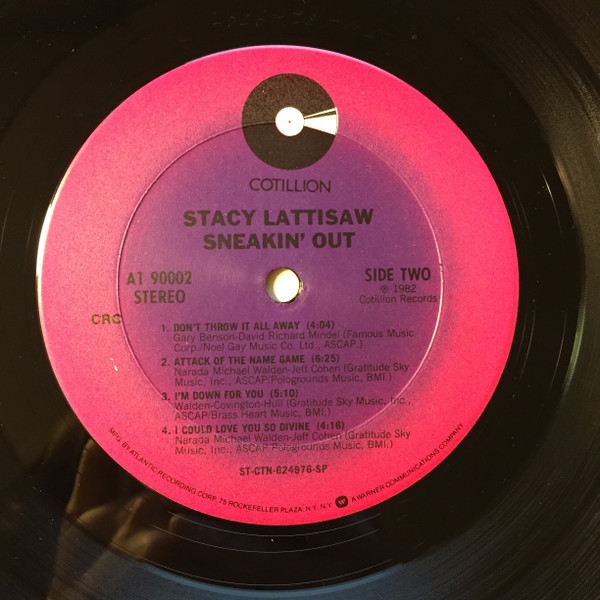 COTILLION
STACY LATTISAW
SNEAKIN' OUT
AT 90002
STEREO
SIDE TWO
℗ 1982
Cotillion Records
CRC
1. DON'T THROW IT ALL AWAY (4:04)
Gary Benson-David Richard Mindel (Famous Music
Corp./Noel Gay Music Co. Ltd., ASCAP.)
2. ATTACK OF THE NAME GAME (6:25)
Narada Michael Walden-Jeff Cohen (Gratitude Sky
Music, Inc., ASCAP/Pologrounds Music, BMI.)
3. I'M DOWN FOR YOU (5:10)
Walden-Covington-Hull (Gratitude Sky Music, Inc.,
ASCAP/Brass Heart Music, BMI.)
4. I COULD LOVE YOU SO DIVINE (4:16)
Narada Michael Walden-Jeff Cohen (Gratitude Sky
Music, Inc., ASCAP/Pologrounds Music, BMI.)
ST-CTN-624976-SP
MFG. BY ATLANTIC RECORDING CORP., 75 ROCKEFELLER PLAZA, N.Y., N.Y. W A WARNER COMMUNICATIONS COMPANY